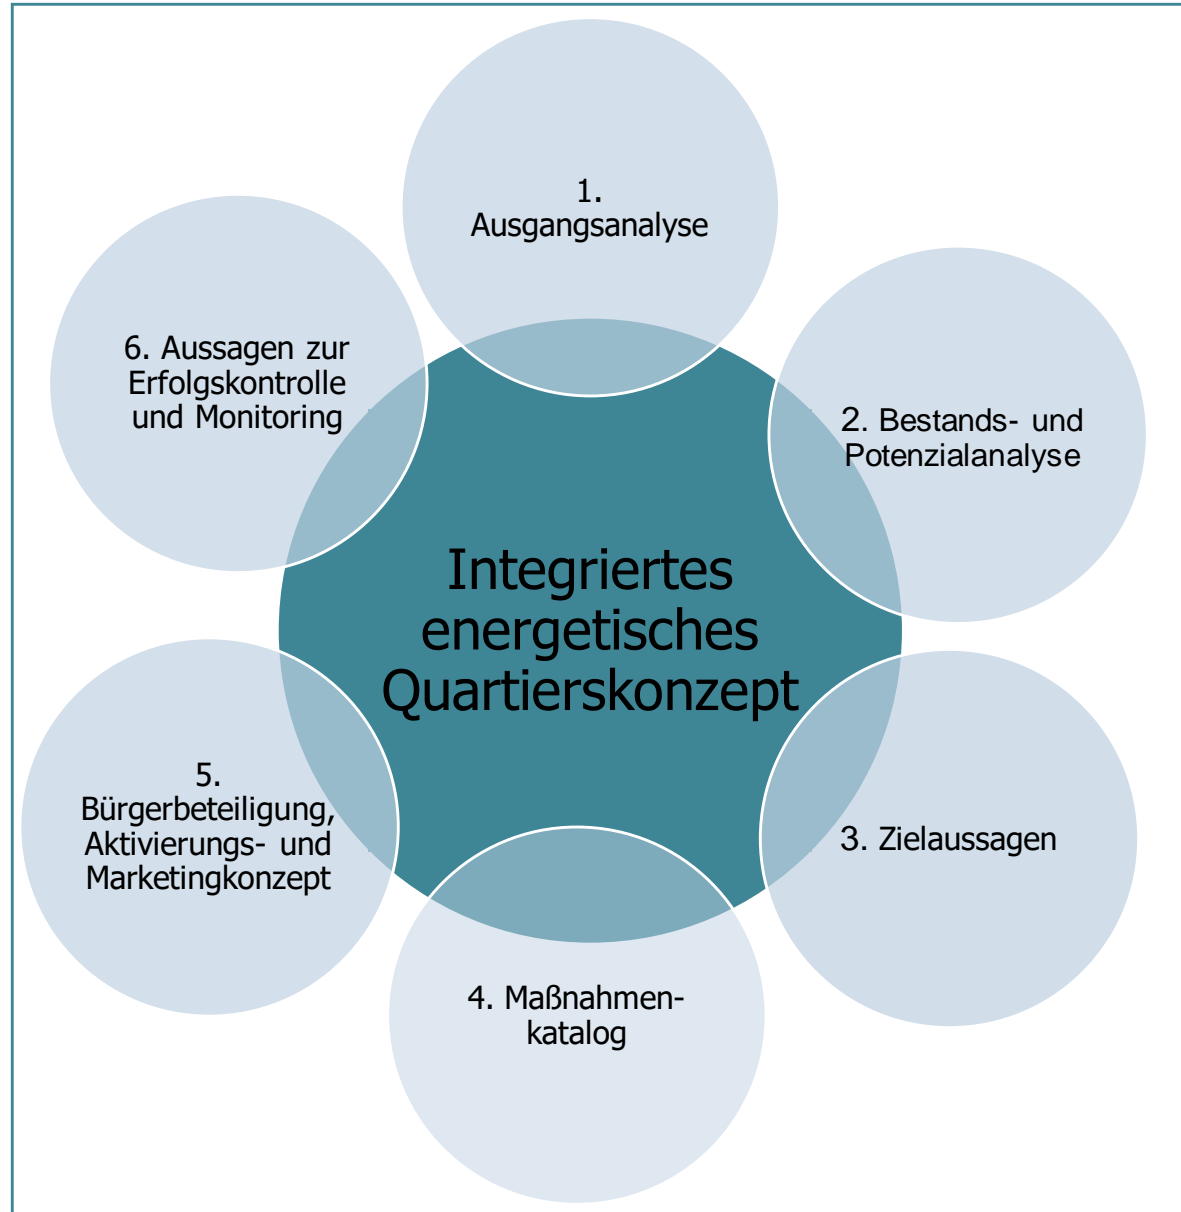 1.
Ausgangsanalyse
2. Bestands- und
Potenzialanalyse
3. Zielaussagen
4. Maßnahmen-
katalog
5.
Bürgerbeteiligung,
Aktivierungs- und
Marketingkonzept
6. Aussagen zur
Erfolgskontrolle
und Monitoring
Integriertes
energetisches
Quartierskonzept